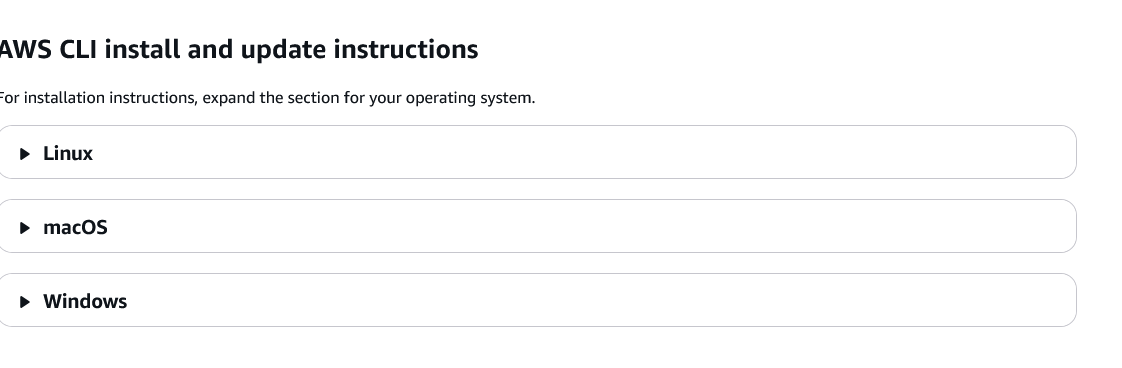 AWS CLI install and update instructions
For installation instructions, expand the section for your operating system.
Linux
macOS
Windows